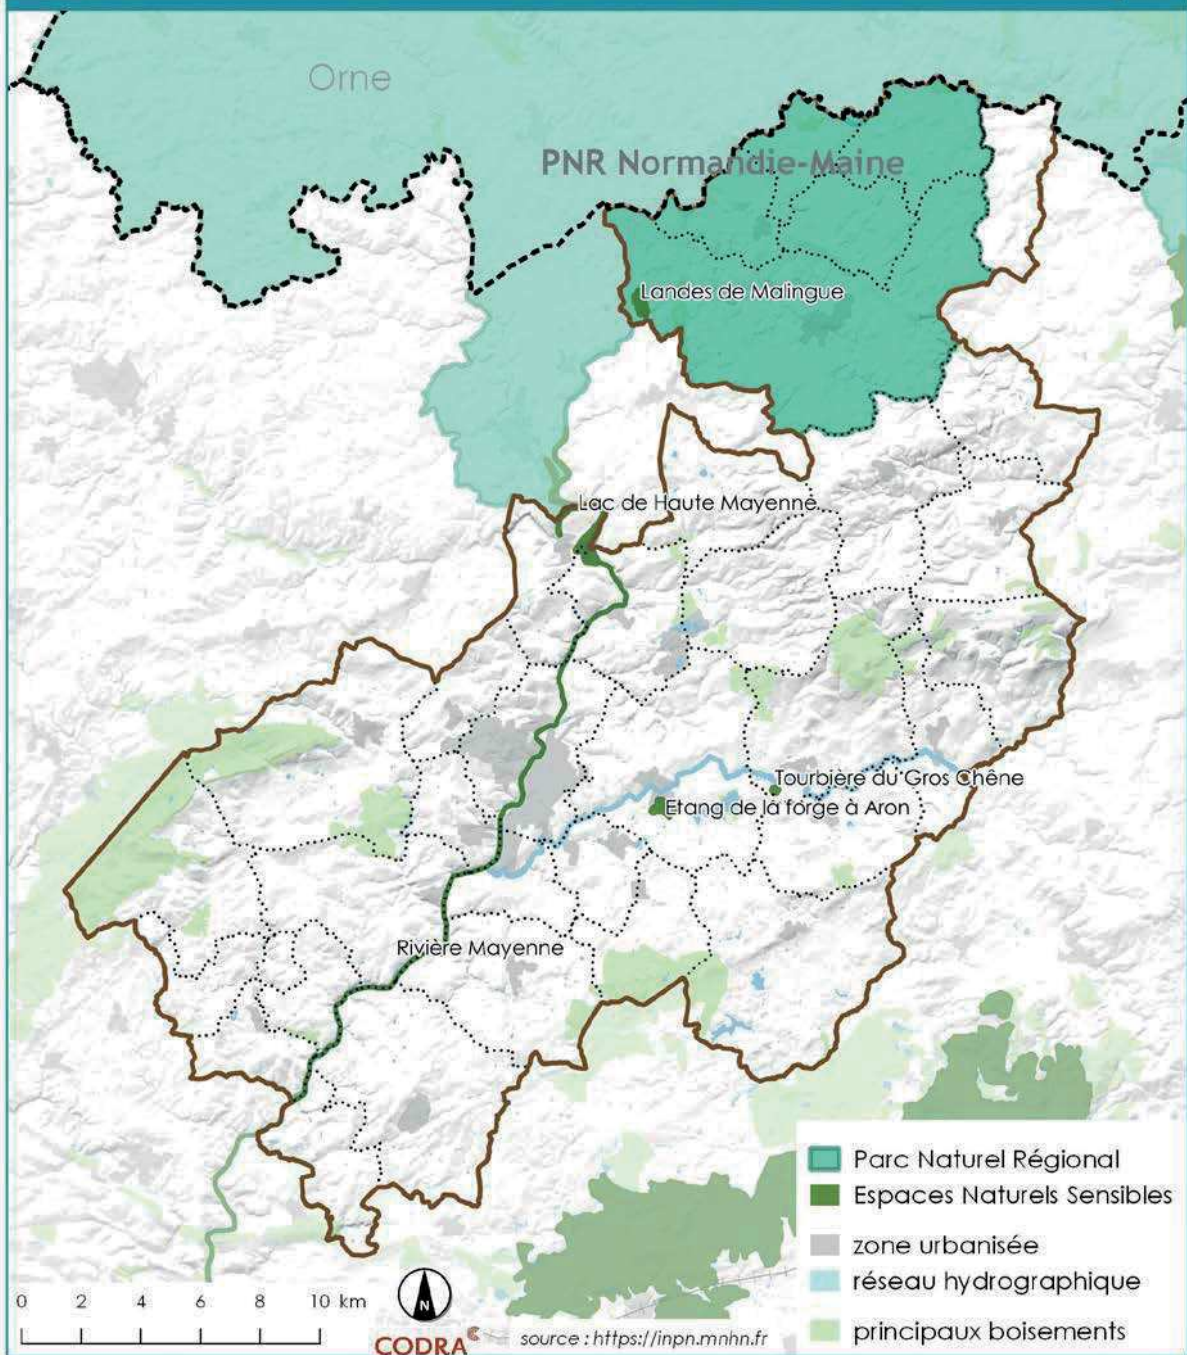 Orne
PNR Normandie-Maine
Landes de Malingue
Lac de Haute Mayenne
Tourbière du Gros Chêne
Etang de la forge à Aron
Rivière Mayenne
Parc Naturel Régional
Espaces Naturels Sensibles
zone urbanisée
réseau hydrographique
principaux boisements
0 2 4 6 8 10 km
N
CODRA
source : https://inpn.mnhn.fr